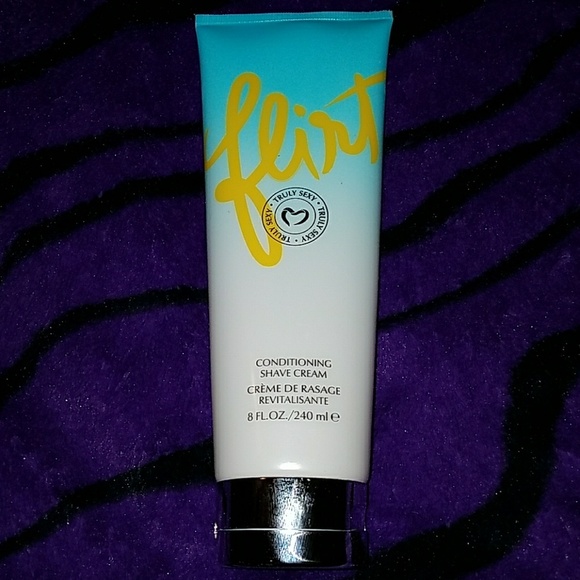 flirt
TRULY SEXY • TRULY SEXY • TRULY SEXY •
CONDITIONING
SHAVE CREAM
CRÈME DE RASAGE
REVITALISANTE
8 FL.OZ./240 ml ℮